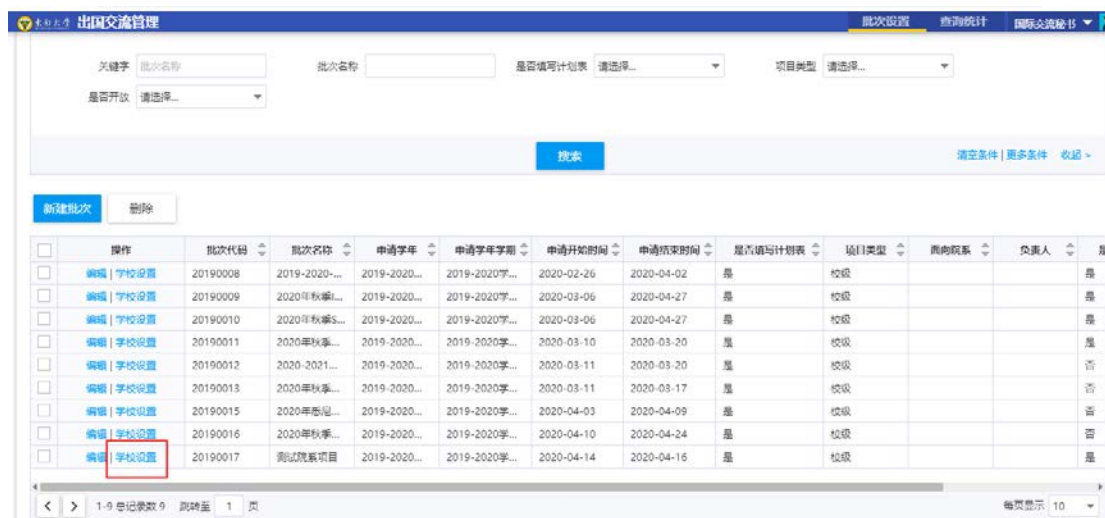 东南大学 出国交流管理 批次设置 查询统计 国际交流秘书
关键字 批次名称 批次名称 是否填写计划表 请选择... 项目类型 请选择...
是否开放 请选择...
搜索 清空条件 | 更多条件 收起
新建批次 删除
操作 批次代码 批次名称 申请学年 申请学年学期 申请开始时间 申请结束时间 是否填写计划表 项目类型 面向院系 负责人
编辑 | 学校设置 20190008 2019-2020-... 2019-2020... 2019-2020学... 2020-02-26 2020-04-02 是 校级 是
编辑 | 学校设置 20190009 2020年秋季I... 2019-2020... 2019-2020学... 2020-03-06 2020-04-27 是 校级 是
编辑 | 学校设置 20190010 2020年秋季S... 2019-2020... 2019-2020学... 2020-03-06 2020-04-27 是 校级 是
编辑 | 学校设置 20190011 2020年秋季... 2019-2020... 2019-2020学... 2020-03-10 2020-03-20 是 校级 是
编辑 | 学校设置 20190012 2020-2021... 2019-2020... 2019-2020学... 2020-03-11 2020-03-20 是 校级 否
编辑 | 学校设置 20190013 2020年秋季... 2019-2020... 2019-2020学... 2020-03-11 2020-03-17 是 校级 否
编辑 | 学校设置 20190015 2020年悉尼... 2019-2020... 2019-2020学... 2020-04-03 2020-04-09 是 校级 否
编辑 | 学校设置 20190016 2020年秋季... 2019-2020... 2019-2020学... 2020-04-10 2020-04-24 是 校级 否
编辑 | 学校设置 20190017 测试院系项目 2019-2020... 2019-2020学... 2020-04-14 2020-04-16 是 校级 是
1-9 总记录数 9 跳转至 1 页 每页显示 10